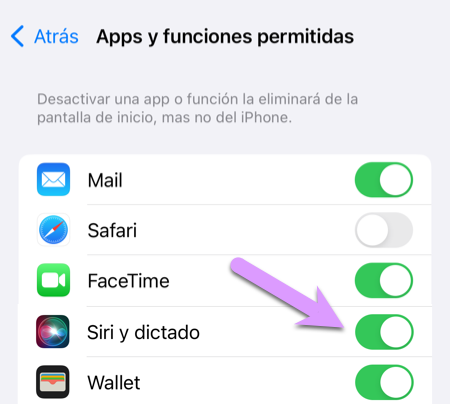 Atrás Apps y funciones permitidas
Desactivar una app o función la eliminará de la
pantalla de inicio, mas no del iPhone.
Mail
Safari
FaceTime
Siri y dictado
Wallet